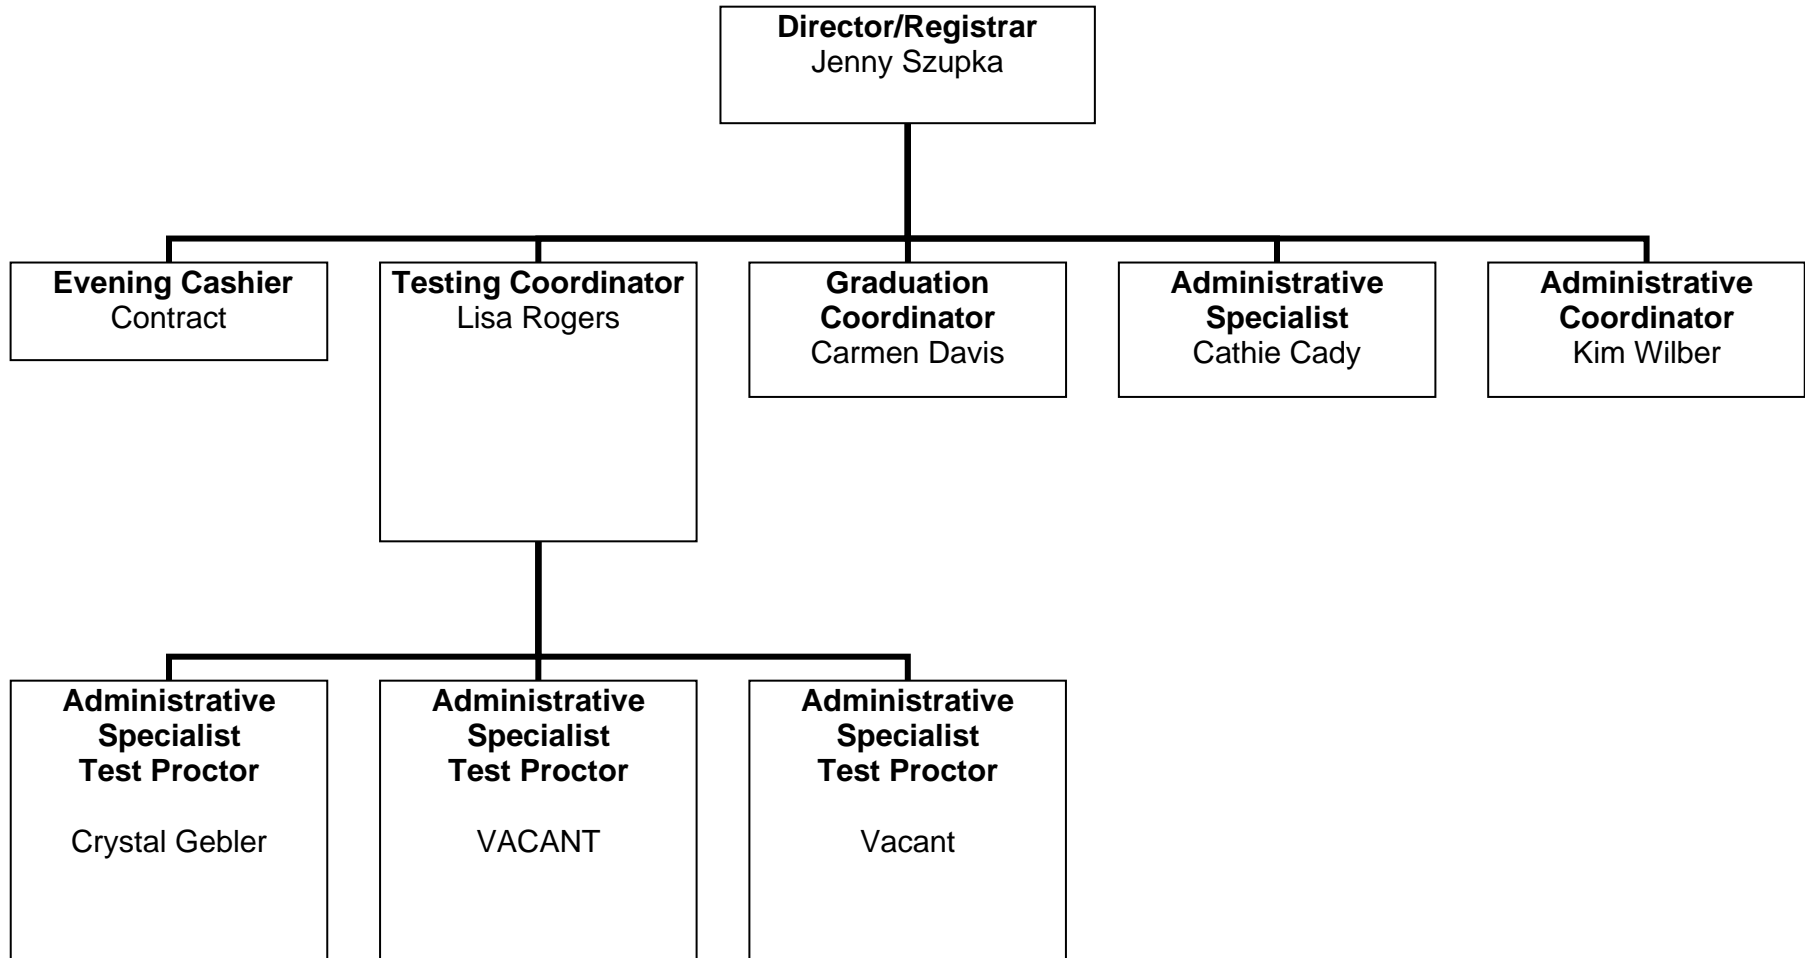 Director/Registrar
Jenny Szupka
Evening Cashier
Contract
Testing Coordinator
Lisa Rogers
Graduation
Coordinator
Carmen Davis
Administrative
Specialist
Cathie Cady
Administrative
Coordinator
Kim Wilber
Administrative
Specialist
Test Proctor
Crystal Gebler
Administrative
Specialist
Test Proctor
VACANT
Administrative
Specialist
Test Proctor
Vacant